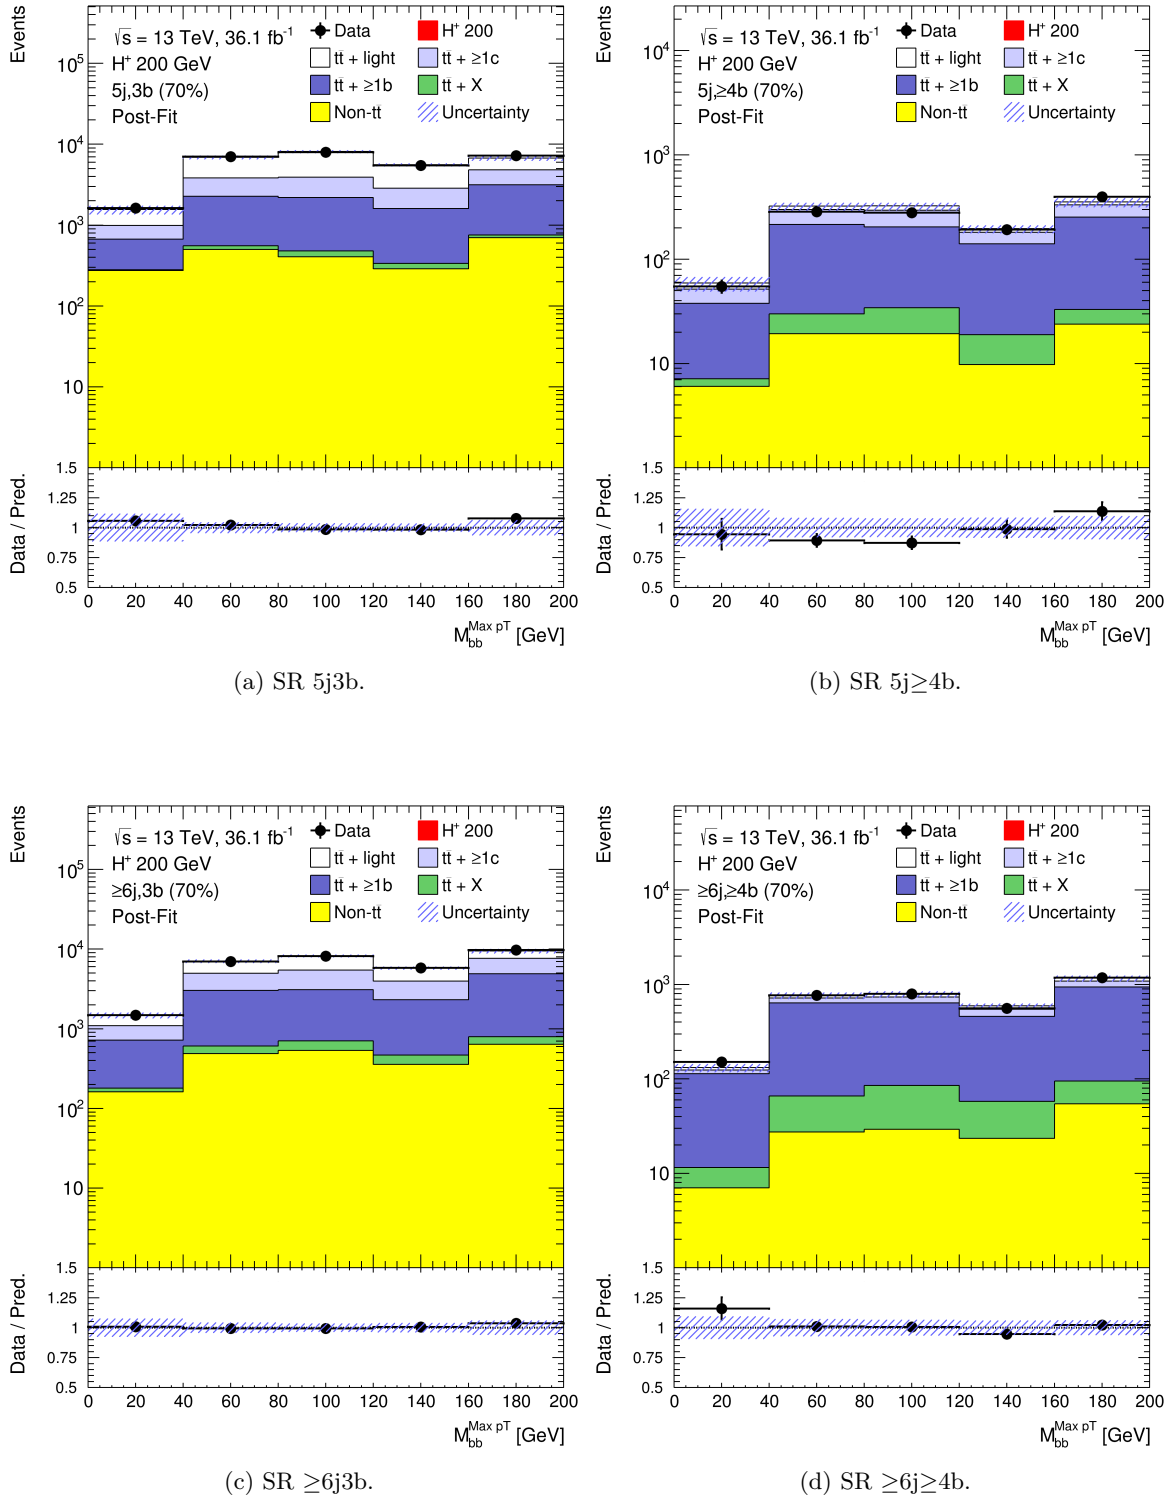 Events
√s = 13 TeV, 36.1 fb⁻¹
H⁺ 200 GeV
5j,3b (70%)
Post-Fit
Data
H⁺ 200
tt̄ + light
tt̄ + ≥1c
tt̄ + ≥1b
tt̄ + X
Non-tt̄
Uncertainty
10⁵
10⁴
10³
10²
10
Data / Pred.
1.5
1.25
1
0.75
0.5
0 20 40 60 80 100 120 140 160 180 200
M_bb^Max pT [GeV]
(a) SR 5j3b.
Events
√s = 13 TeV, 36.1 fb⁻¹
H⁺ 200 GeV
5j,≥4b (70%)
Post-Fit
Data
H⁺ 200
tt̄ + light
tt̄ + ≥1c
tt̄ + ≥1b
tt̄ + X
Non-tt̄
Uncertainty
10⁴
10³
10²
10
Data / Pred.
1.5
1.25
1
0.75
0.5
0 20 40 60 80 100 120 140 160 180 200
M_bb^Max pT [GeV]
(b) SR 5j≥4b.
Events
√s = 13 TeV, 36.1 fb⁻¹
H⁺ 200 GeV
≥6j,3b (70%)
Post-Fit
Data
H⁺ 200
tt̄ + light
tt̄ + ≥1c
tt̄ + ≥1b
tt̄ + X
Non-tt̄
Uncertainty
10⁵
10⁴
10³
10²
10
Data / Pred.
1.5
1.25
1
0.75
0.5
0 20 40 60 80 100 120 140 160 180 200
M_bb^Max pT [GeV]
(c) SR ≥6j3b.
Events
√s = 13 TeV, 36.1 fb⁻¹
H⁺ 200 GeV
≥6j,≥4b (70%)
Post-Fit
Data
H⁺ 200
tt̄ + light
tt̄ + ≥1c
tt̄ + ≥1b
tt̄ + X
Non-tt̄
Uncertainty
10⁴
10³
10²
10
Data / Pred.
1.5
1.25
1
0.75
0.5
0 20 40 60 80 100 120 140 160 180 200
M_bb^Max pT [GeV]
(d) SR ≥6j≥4b.